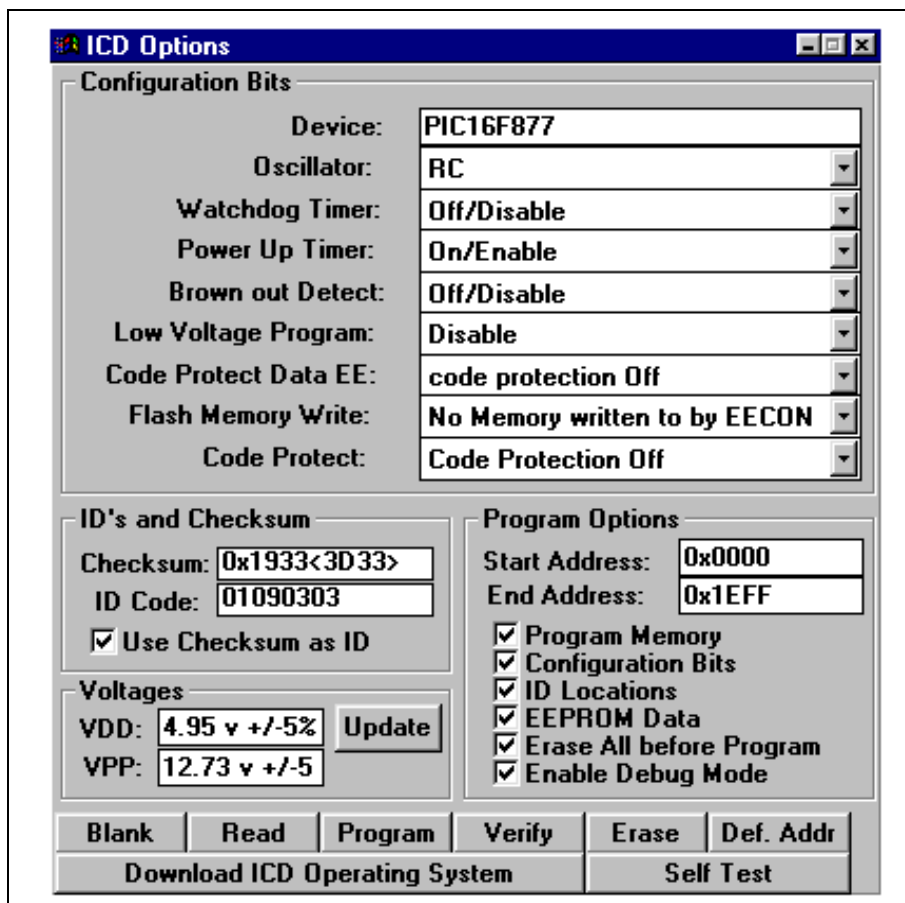 ICD Options
Configuration Bits
Device: PIC16F877
Oscillator: RC
Watchdog Timer: Off/Disable
Power Up Timer: On/Enable
Brown out Detect: Off/Disable
Low Voltage Program: Disable
Code Protect Data EE: code protection Off
Flash Memory Write: No Memory written to by EECON
Code Protect: Code Protection Off
ID's and Checksum
Checksum: 0x1933<3D33>
ID Code: 01090303
Use Checksum as ID
Voltages
VDD: 4.95 v +/-5% Update
VPP: 12.73 v +/-5
Program Options
Start Address: 0x0000
End Address: 0x1EFF
Program Memory
Configuration Bits
ID Locations
EEPROM Data
Erase All before Program
Enable Debug Mode
Blank Read Program Verify Erase Def. Addr
Download ICD Operating System Self Test